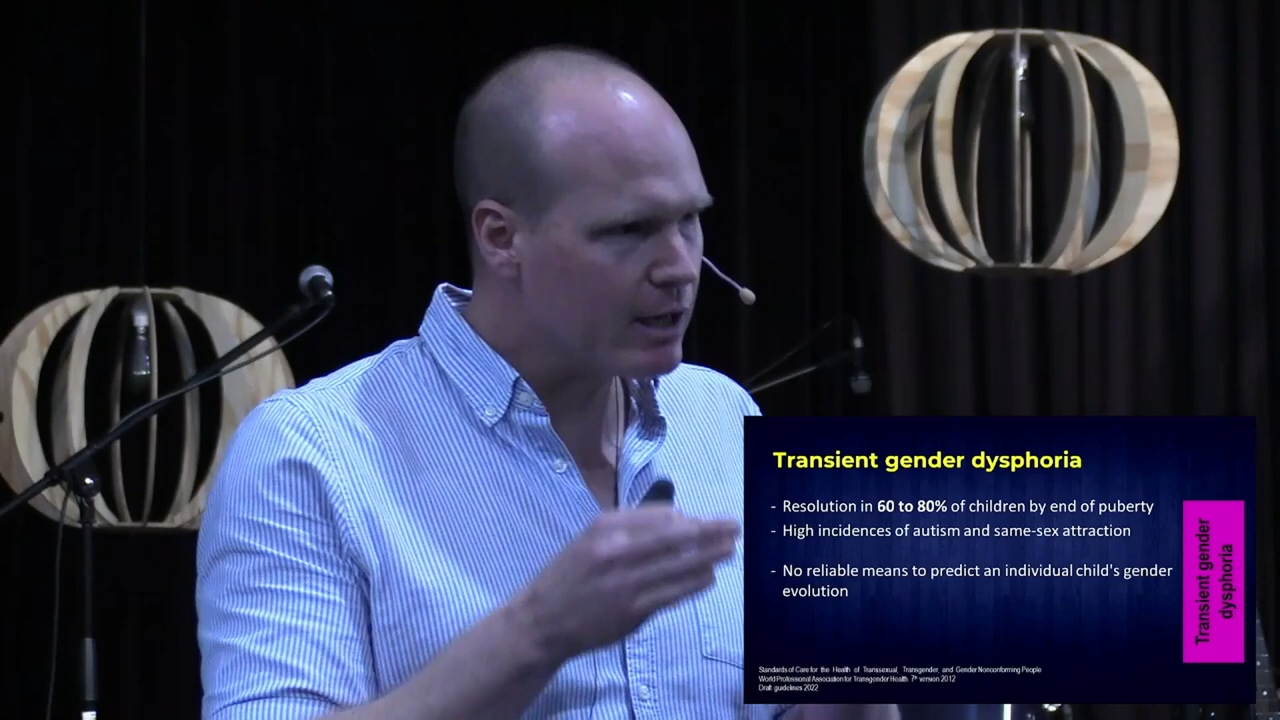 Transient gender dysphoria
- Resolution in 60 to 80% of children by end of puberty
- High incidences of autism and same-sex attraction
- No reliable means to predict an individual child's gender
evolution
Transient gender
dysphoria
Standards of Care for the Health of Transsexual, Transgender, and Gender Nonconforming People
World Professional Association for Transgender Health. 7th version 2012
Draft guidelines 2022